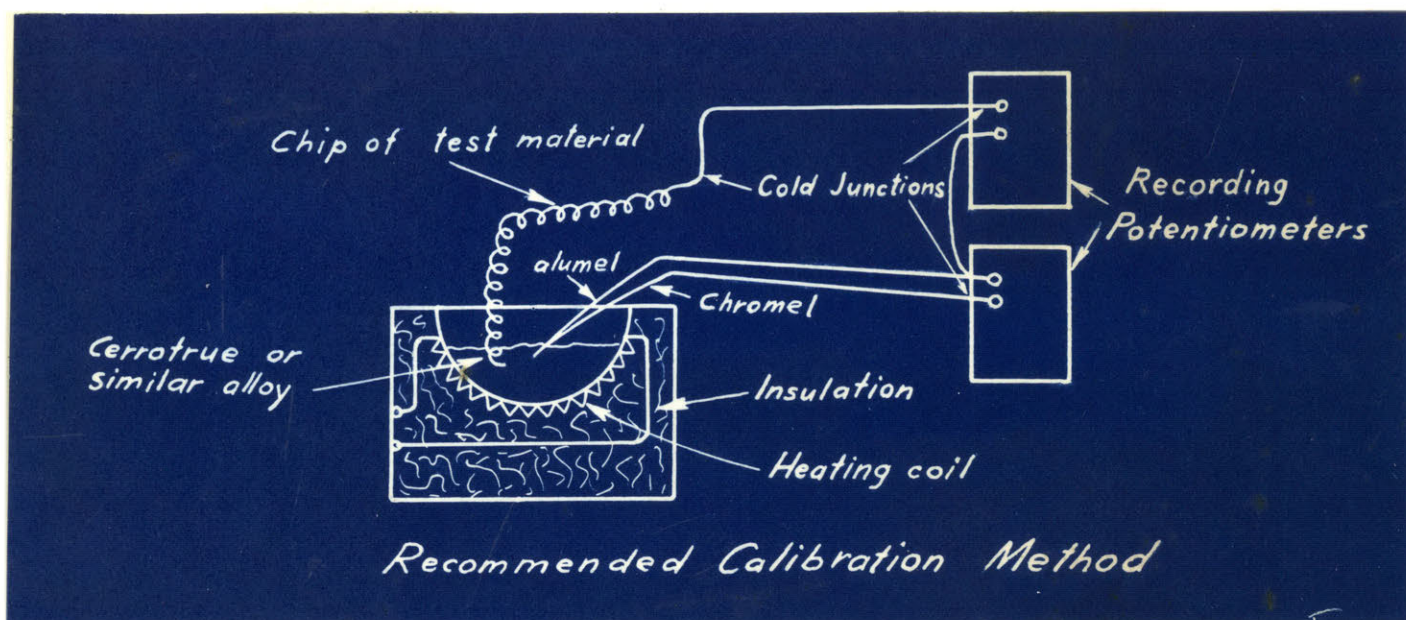 Chip of test material
Cold Junctions
Recording
Potentiometers
alumel
Chromel
Cerrotrue or
similar alloy
Insulation
Heating coil
Recommended Calibration Method